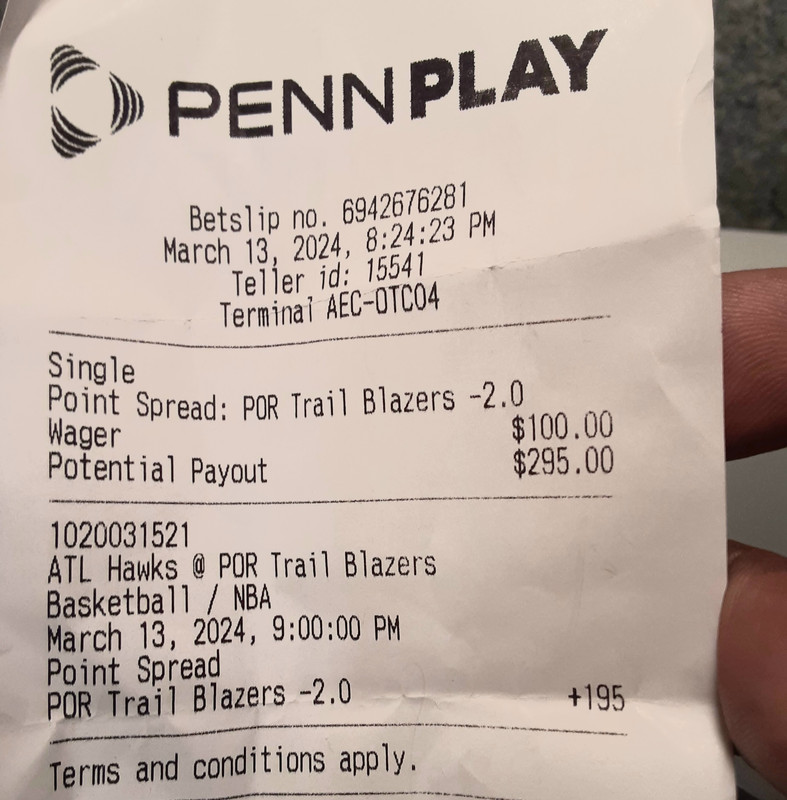 PENNPLAY
Betslip no. 6942676281
March 13, 2024, 8:24:23 PM
Teller id: 15541
Terminal AEC-OTC04
Single
Point Spread: POR Trail Blazers -2.0
Wager $100.00
Potential Payout $295.00
1020031521
ATL Hawks @ POR Trail Blazers
Basketball / NBA
March 13, 2024, 9:00:00 PM
Point Spread
POR Trail Blazers -2.0 +195
Terms and conditions apply.